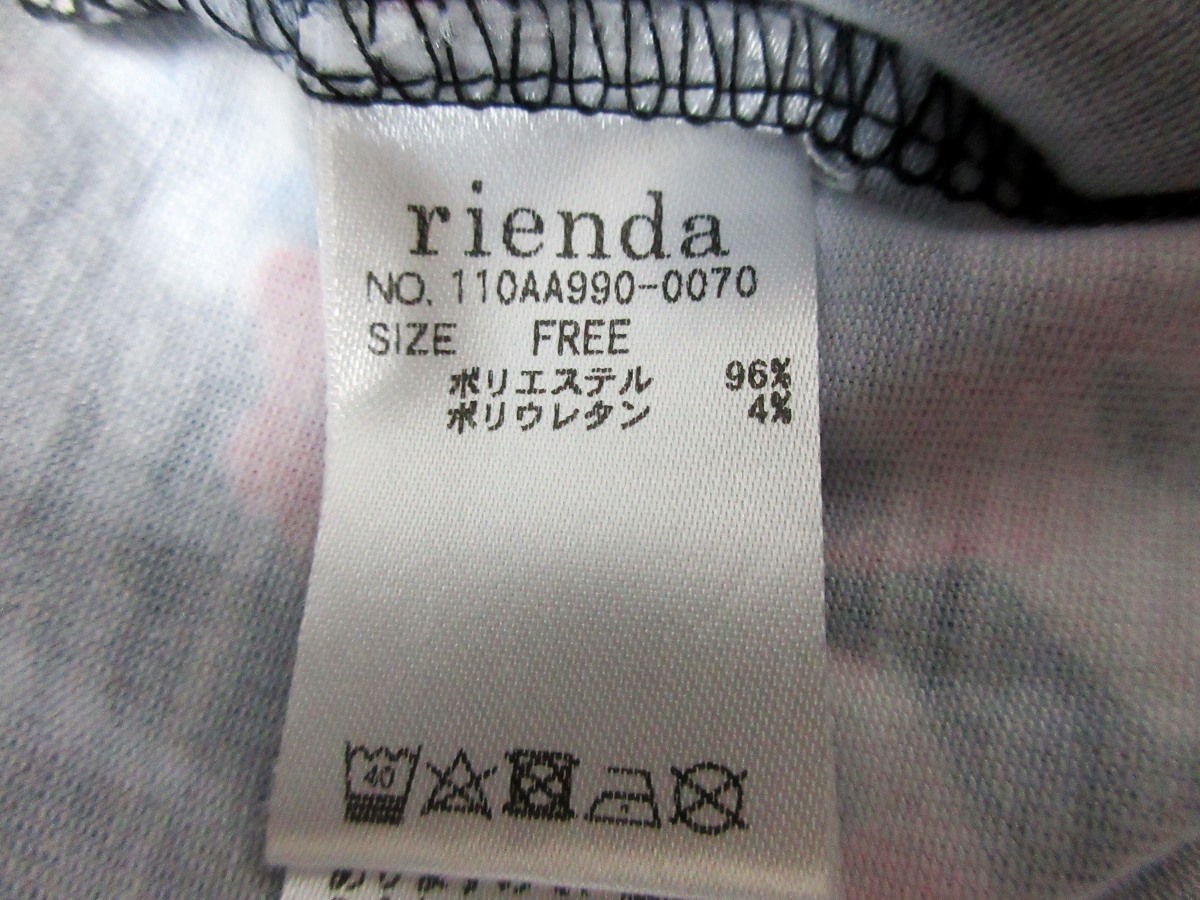 rienda
NO. 110AA990-0070
SIZE FREE
ポリエステル 96%
ポリウレタン 4%
40